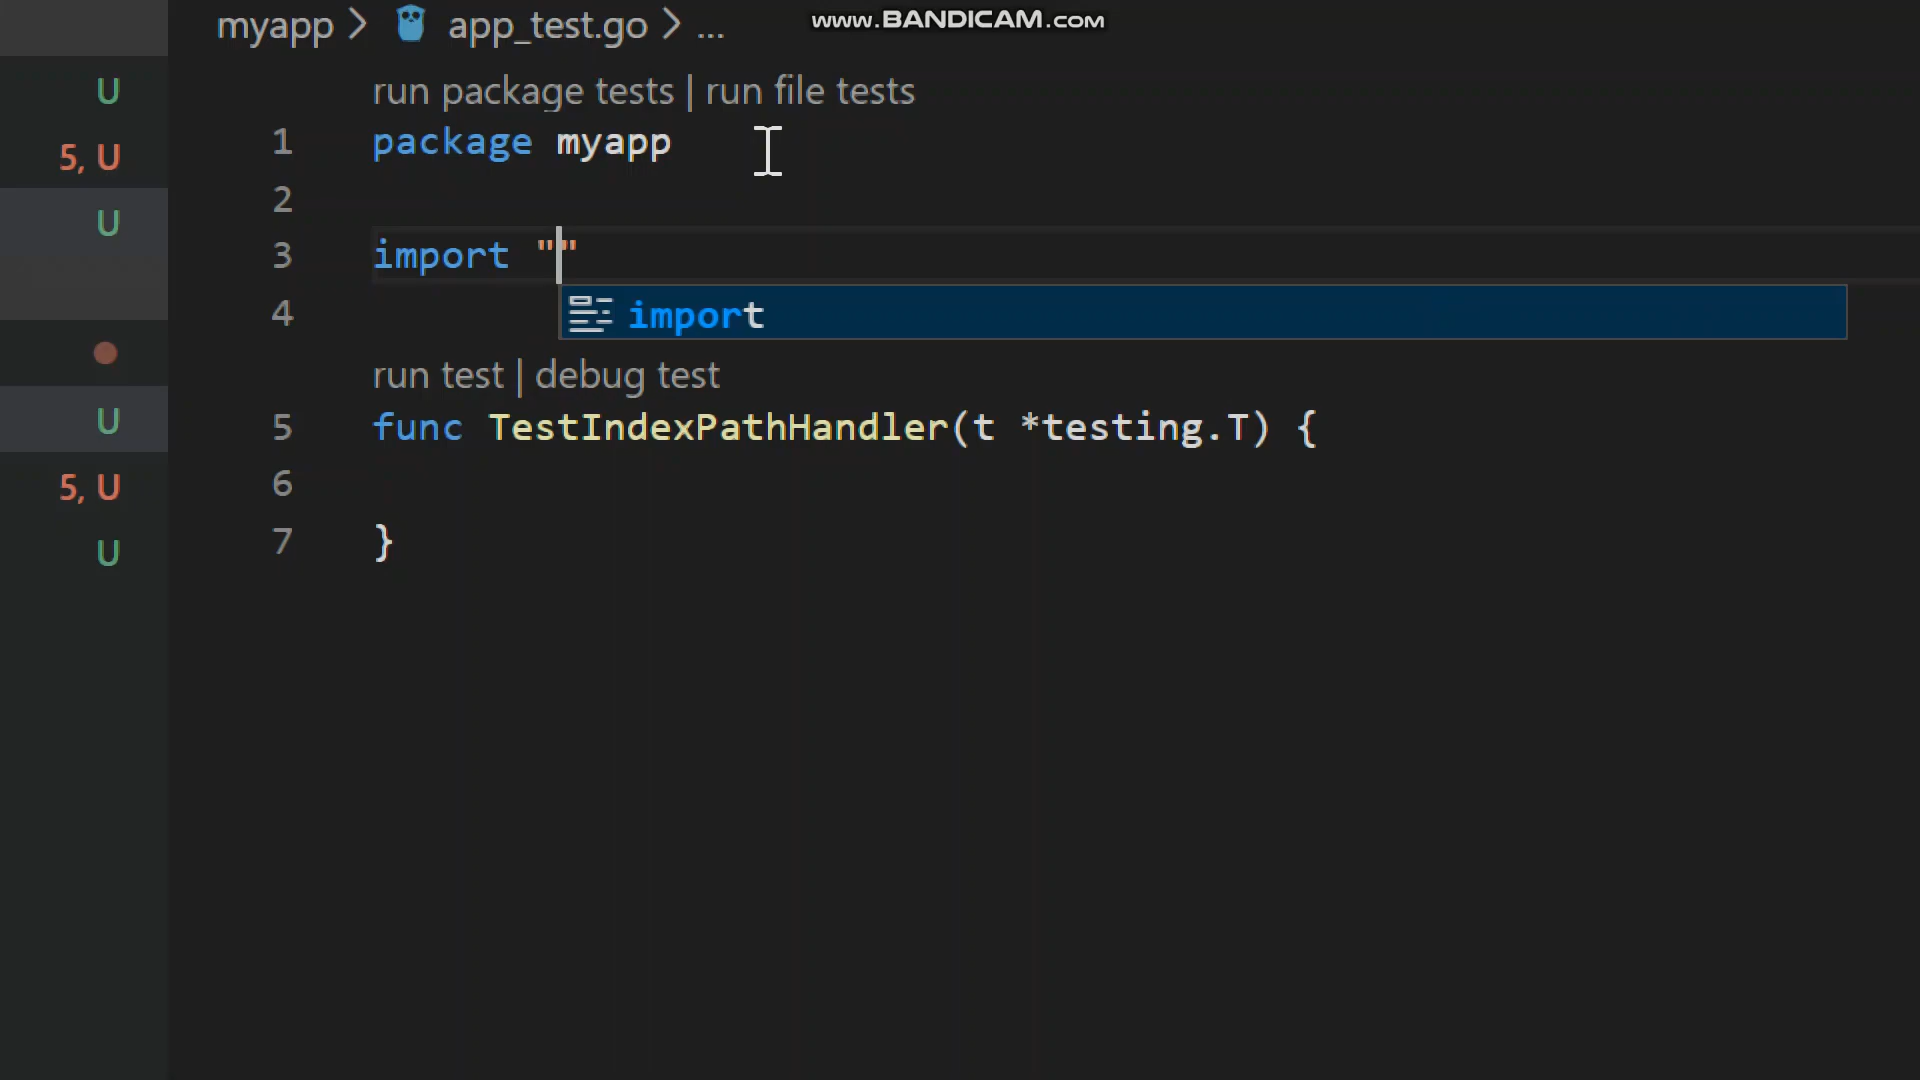 myapp > app_test.go > ...
www.BANDICAM.com
run package tests | run file tests
U
1 package myapp
5, U
2
U
3 import ""
4
import
run test | debug test
U
5 func TestIndexPathHandler(t *testing.T) {
5, U
6
7 }
U